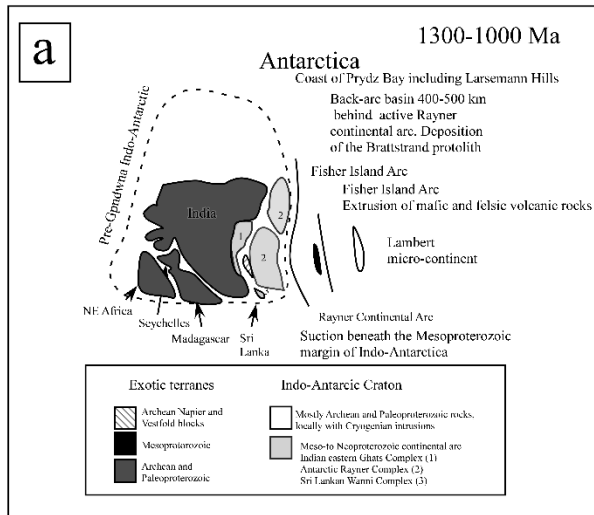 a
1300-1000 Ma
Antarctica
Coast of Prydz Bay including Larsemann Hills
Back-arc basin 400-500 km
behind active Rayner
continental arc. Deposition
of the Brattstrand protolith
Pre-Gpndwna Indo-Antarctic
Fisher Island Arc
Fisher Island Arc
Extrusion of mafic and felsic volcanic rocks
India
1
2
2
3
Lambert
micro-continent
NE Africa
Seychelles
Madagascar
Sri
Lanka
Rayner Continental Arc
Suction beneath the Mesoproterozoic
margin of Indo-Antarctica
Exotic terranes
Archean Napier and
Vestfold blocks
Mesoprotorozoic
Archean and
Paleoproterozoic
Indo-Antarcic Craton
Mostly Archean and Paleoproterozoic rocks,
locally with Cryogenian intrusions
Meso-to Neoproterozoic continental arc
Indian eastern Ghats Complex (1)
Antarctic Rayner Complex (2)
Sri Lankan Wanni Complex (3)